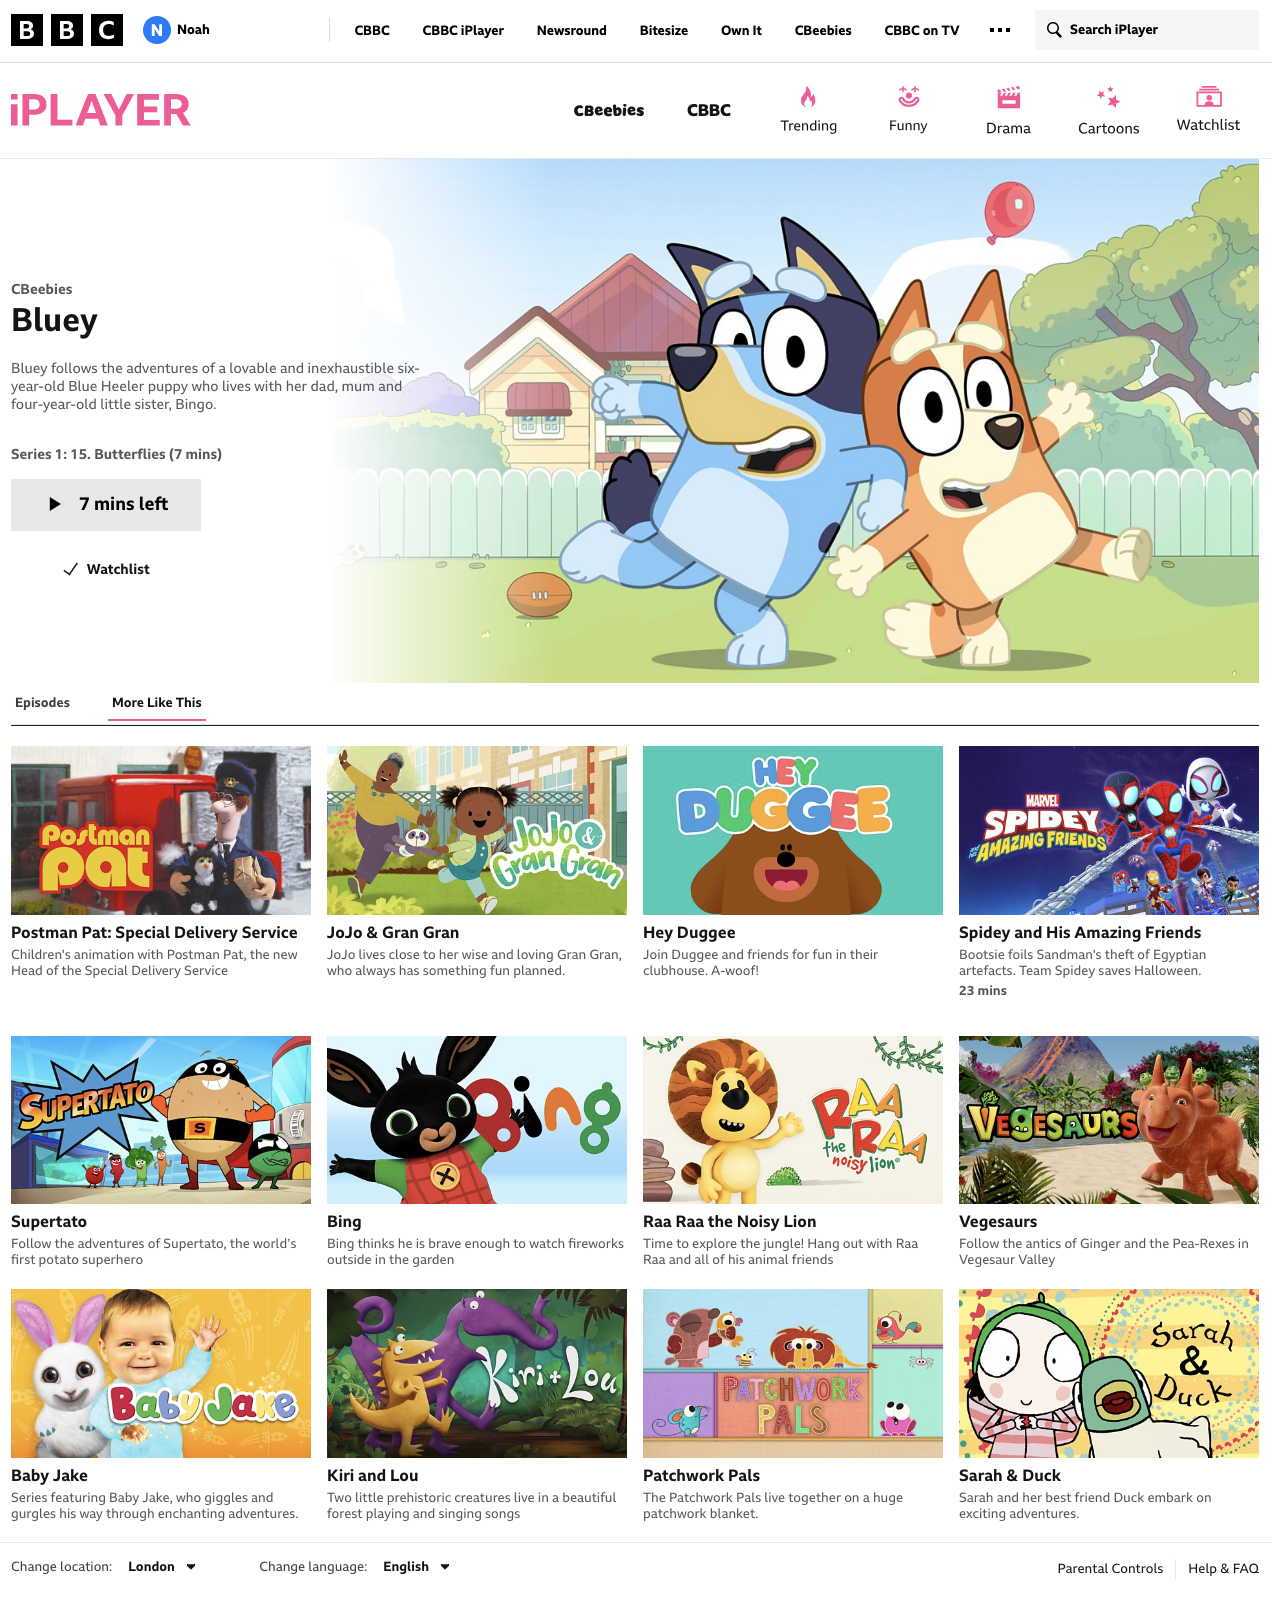 BBC
N
Noah
CBBC
CBBC iPlayer
Newsround
Bitesize
Own It
CBeebies
CBBC on TV
Search iPlayer
iPLAYER
CBeebies
CBBC
Trending
Funny
Drama
Cartoons
Watchlist
CBeebies
Bluey
Bluey follows the adventures of a lovable and inexhaustible six-
year-old Blue Heeler puppy who lives with her dad, mum and
four-year-old little sister, Bingo.
Series 1: 15. Butterflies (7 mins)
7 mins left
Watchlist
Episodes
More Like This
Postman
Pat
JoJo &
Gran Gran
HEY
DUGGEE
MARVEL
SPIDEY
and his
AMAZING FRIENDS
Postman Pat: Special Delivery Service
Children's animation with Postman Pat, the new
Head of the Special Delivery Service
JoJo & Gran Gran
JoJo lives close to her wise and loving Gran Gran,
who always has something fun planned.
Hey Duggee
Join Duggee and friends for fun in their
clubhouse. A-woof!
Spidey and His Amazing Friends
Bootsie foils Sandman's theft of Egyptian
artefacts. Team Spidey saves Halloween.
23 mins
SUPERTATO
S
Bing
RAA
RAA
the
noisy lion®
VEGESAURS
Supertato
Follow the adventures of Supertato, the world's
first potato superhero
Bing
Bing thinks he is brave enough to watch fireworks
outside in the garden
Raa Raa the Noisy Lion
Time to explore the jungle! Hang out with Raa
Raa and all of his animal friends
Vegesaurs
Follow the antics of Ginger and the Pea-Rexes in
Vegesaur Valley
Baby Jake
Kiri + Lou
PATCHWORK
PALS
Sarah
&
Duck
Baby Jake
Series featuring Baby Jake, who giggles and
gurgles his way through enchanting adventures.
Kiri and Lou
Two little prehistoric creatures live in a beautiful
forest playing and singing songs
Patchwork Pals
The Patchwork Pals live together on a huge
patchwork blanket.
Sarah & Duck
Sarah and her best friend Duck embark on
exciting adventures.
Change location: London
Change language: English
Parental Controls
Help & FAQ